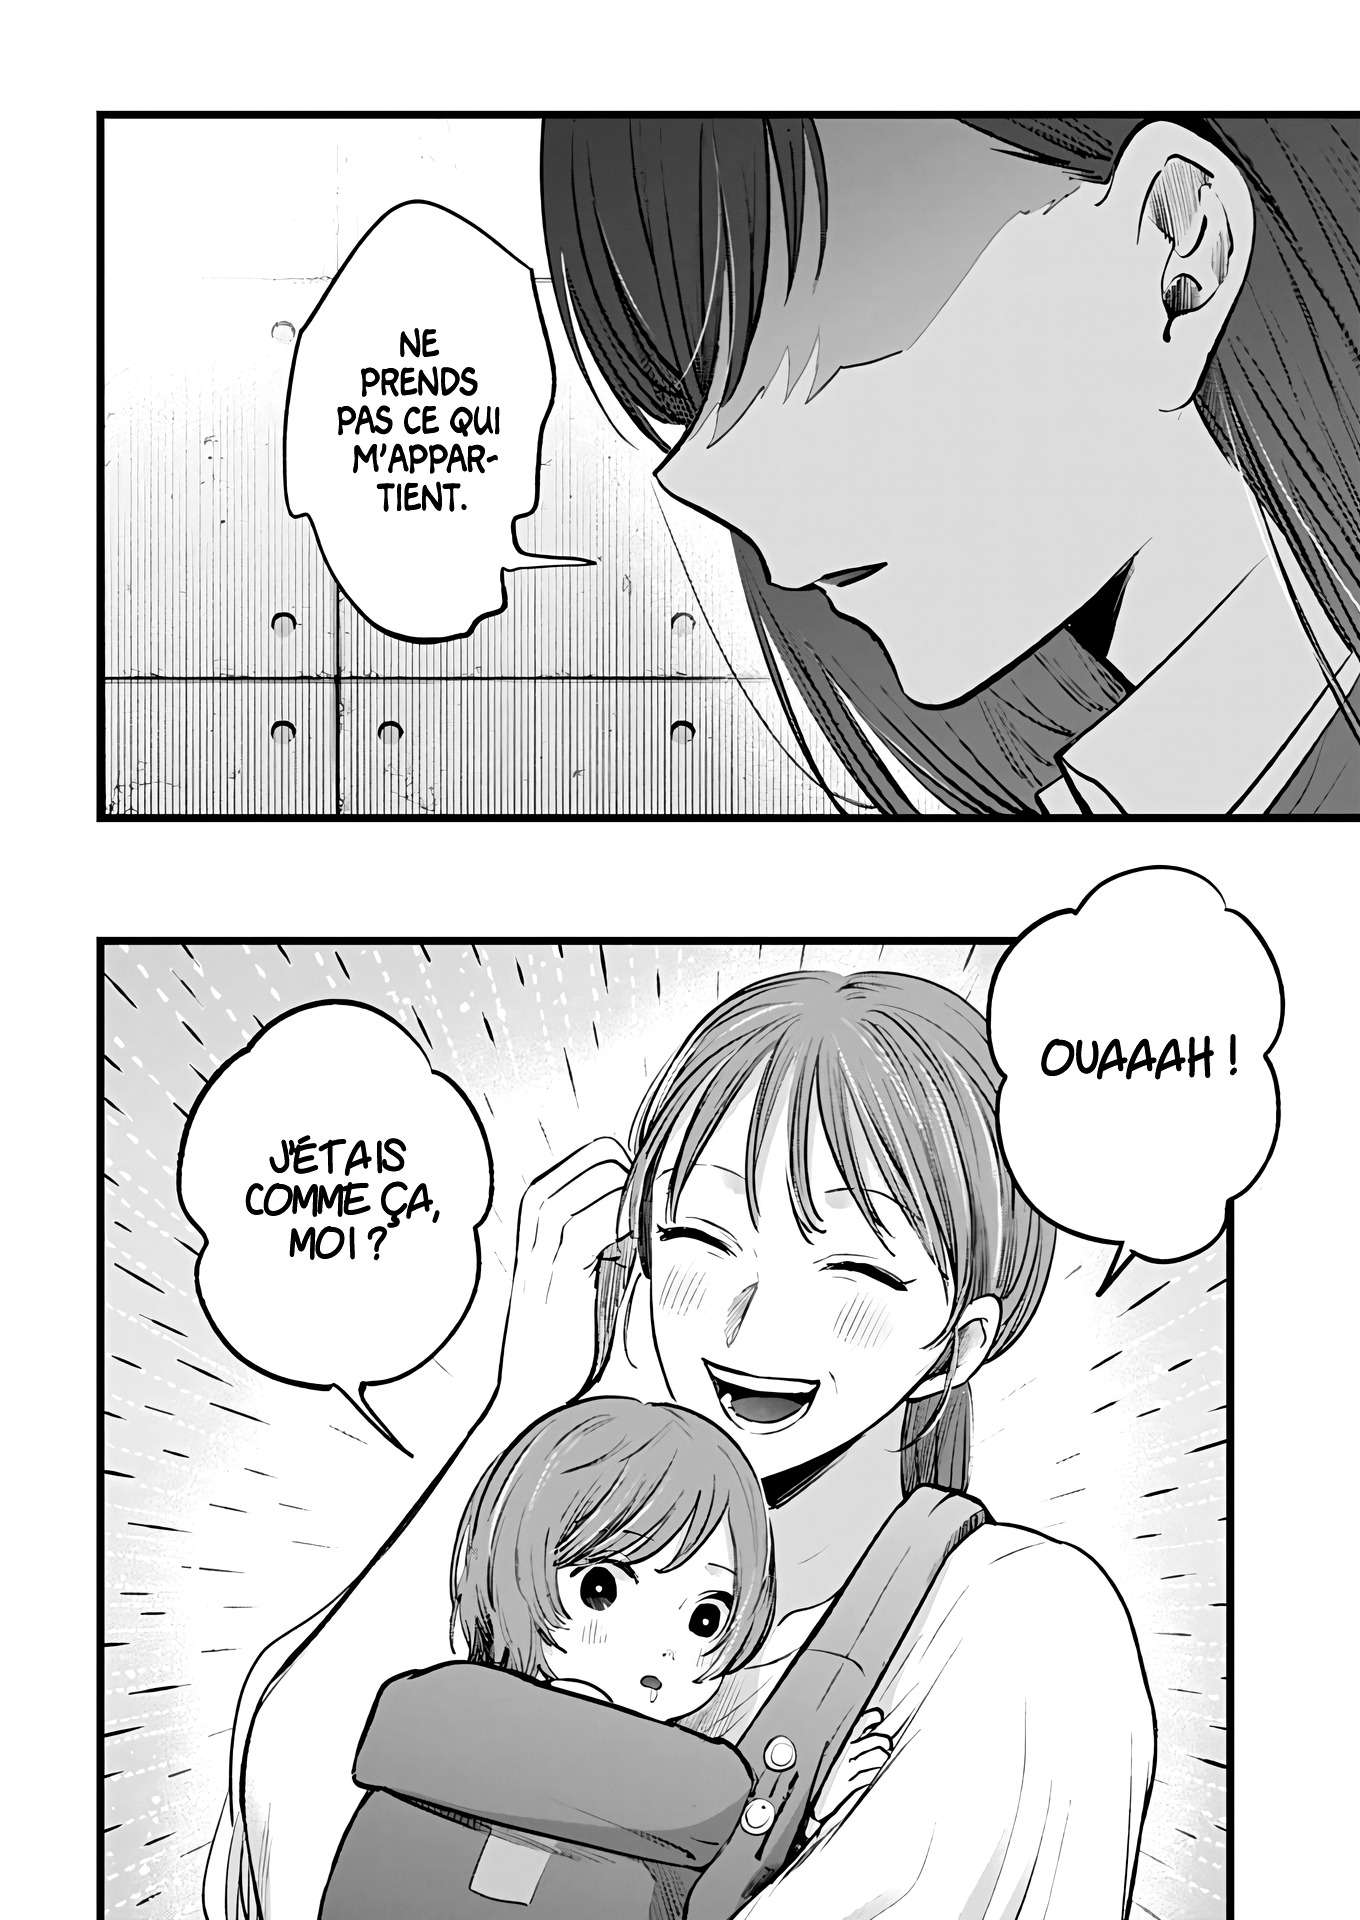 NE
PRENDS
PAS CE QUI
M'APPAR-
TIENT.
OUAAAH !
J'ÉTAIS
COMME ÇA,
MOI ?